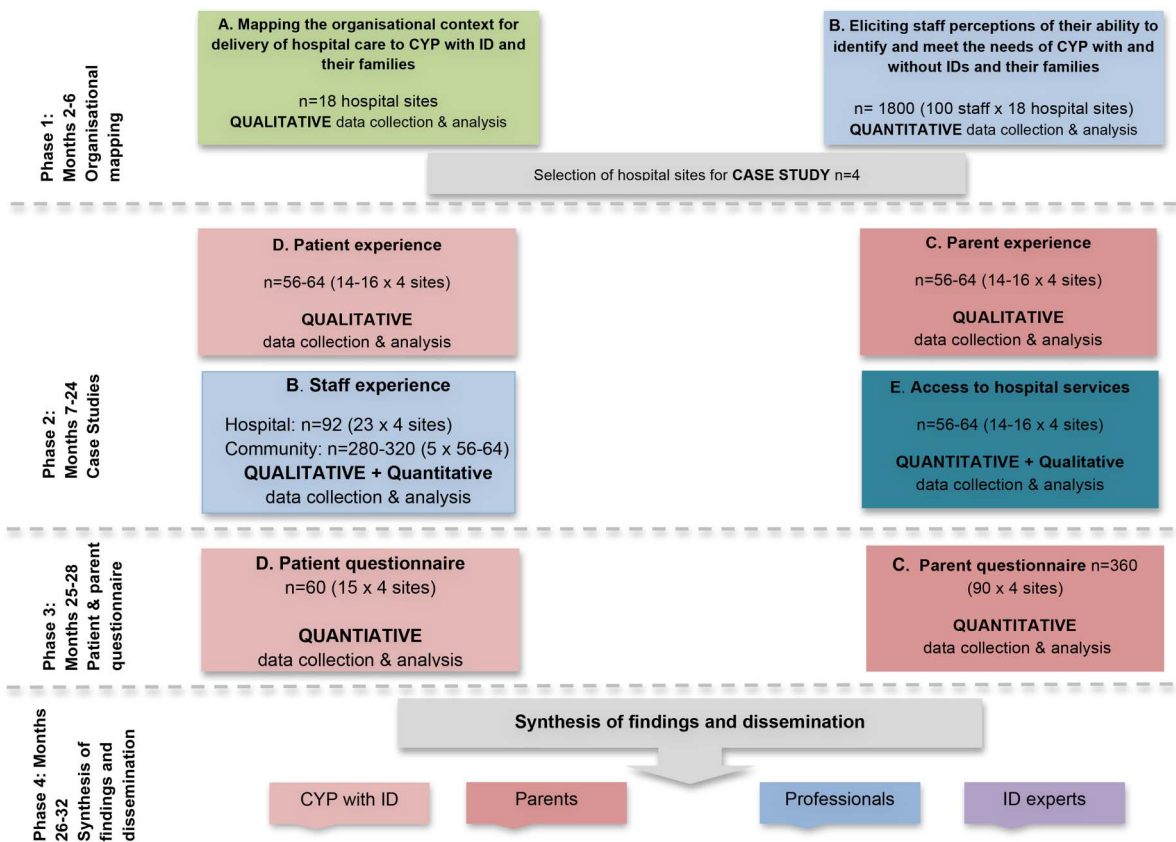 Phase 1:
Months 2-6
Organisational
mapping
A. Mapping the organisational context for
delivery of hospital care to CYP with ID and
their families
n=18 hospital sites
QUALITATIVE data collection & analysis
B. Eliciting staff perceptions of their ability to
identify and meet the needs of CYP with and
without IDs and their families
n= 1800 (100 staff x 18 hospital sites)
QUANTITATIVE data collection & analysis
Selection of hospital sites for CASE STUDY n=4
Phase 2:
Months 7-24
Case Studies
D. Patient experience
n=56-64 (14-16 x 4 sites)
QUALITATIVE
data collection & analysis
C. Parent experience
n=56-64 (14-16 x 4 sites)
QUALITATIVE
data collection & analysis
B. Staff experience
Hospital: n=92 (23 x 4 sites)
Community: n=280-320 (5 x 56-64)
QUALITATIVE + Quantitative
data collection & analysis
E. Access to hospital services
n=56-64 (14-16 x 4 sites)
QUANTITATIVE + Qualitative
data collection & analysis
Phase 3:
Months 25-28
Patient & parent
questionnaire
D. Patient questionnaire
n=60 (15 x 4 sites)
QUANTIATIVE
data collection & analysis
C. Parent questionnaire n=360
(90 x 4 sites)
QUANTITATIVE
data collection & analysis
Phase 4: Months
26-32
Synthesis of
findings and
dissemination
Synthesis of findings and dissemination
CYP with ID
Parents
Professionals
ID experts